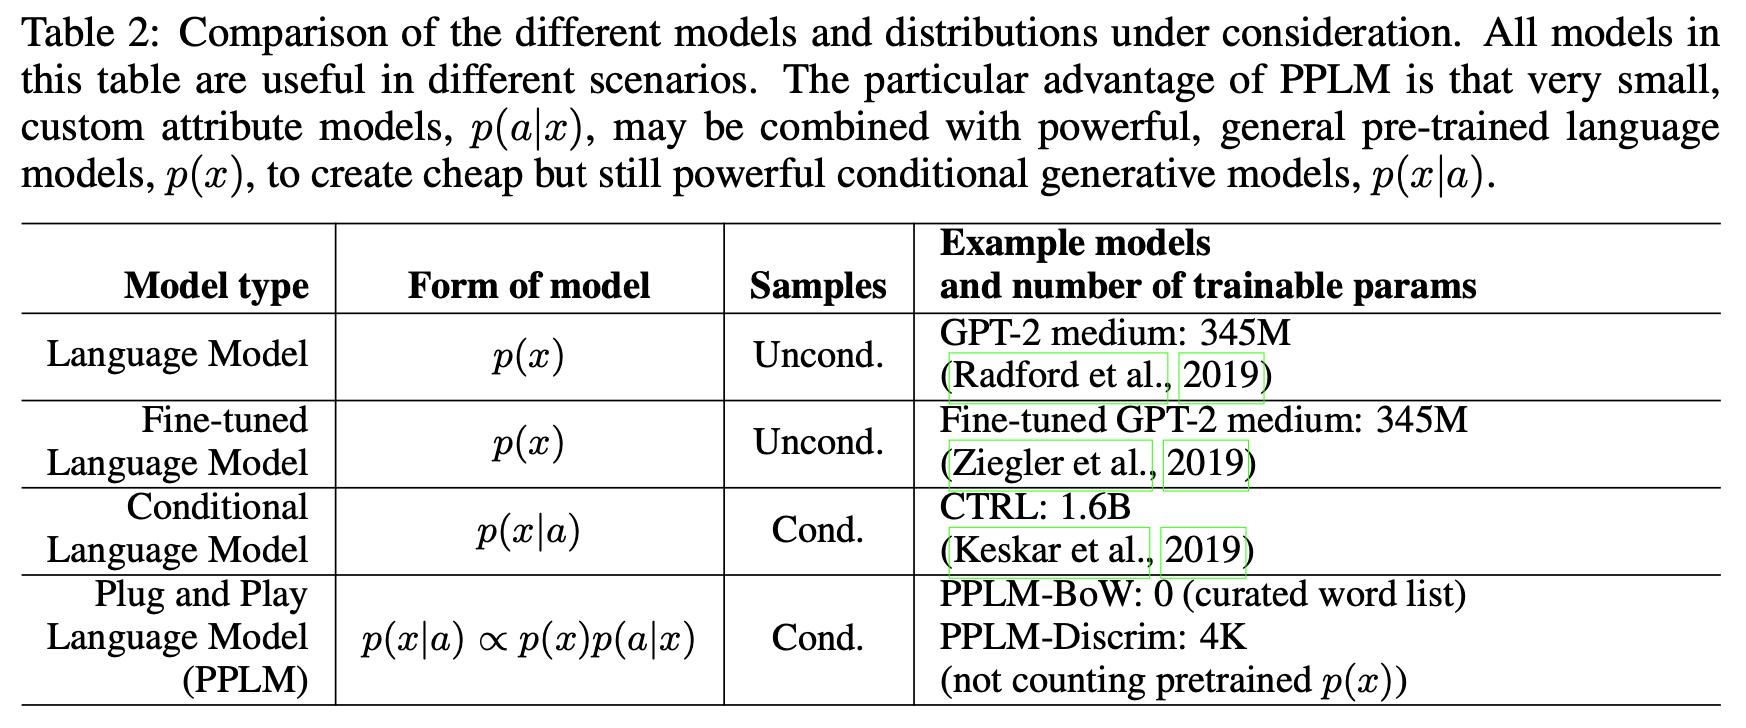 Table 2: Comparison of the different models and distributions under consideration. All models in
this table are useful in different scenarios. The particular advantage of PPLM is that very small,
custom attribute models, p(a|x), may be combined with powerful, general pre-trained language
models, p(x), to create cheap but still powerful conditional generative models, p(x|a).
Model type
Form of model
Samples
Example models
and number of trainable params
Language Model
p(x)
Uncond.
GPT-2 medium: 345M
(Radford et al., 2019)
Fine-tuned
Language Model
p(x)
Uncond.
Fine-tuned GPT-2 medium: 345M
(Ziegler et al., 2019)
Conditional
Language Model
p(x|a)
Cond.
CTRL: 1.6B
(Keskar et al., 2019)
Plug and Play
Language Model
(PPLM)
p(x|a) ∝ p(x)p(a|x)
Cond.
PPLM-BoW: 0 (curated word list)
PPLM-Discrim: 4K
(not counting pretrained p(x))